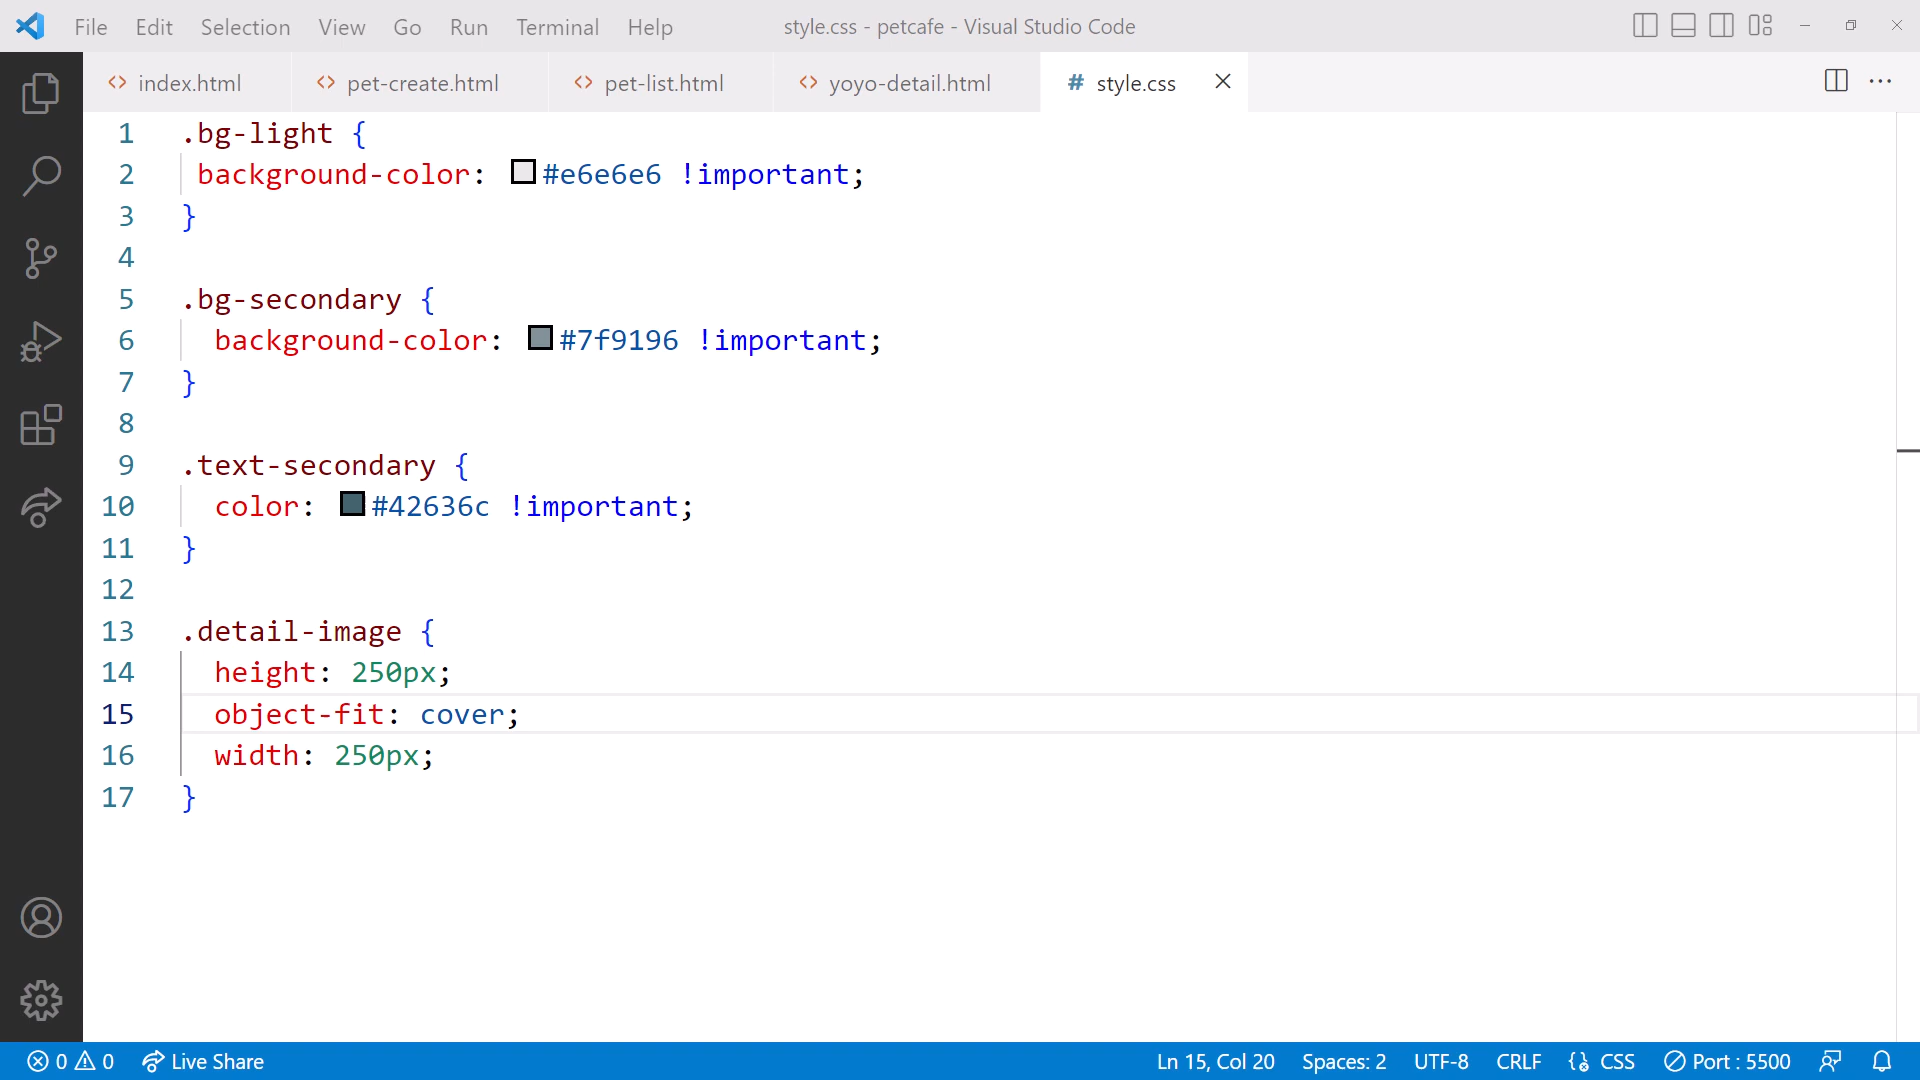 File Edit Selection View Go Run Terminal Help style.css - petcafe - Visual Studio Code
<> index.html <> pet-create.html <> pet-list.html <> yoyo-detail.html # style.css
1 .bg-light {
2 background-color: #e6e6e6 !important;
3 }
4
5 .bg-secondary {
6 background-color: #7f9196 !important;
7 }
8
9 .text-secondary {
10 color: #42636c !important;
11 }
12
13 .detail-image {
14 height: 250px;
15 object-fit: cover;
16 width: 250px;
17 }
0 0 Live Share Ln 15, Col 20 Spaces: 2 UTF-8 CRLF {} CSS Port : 5500